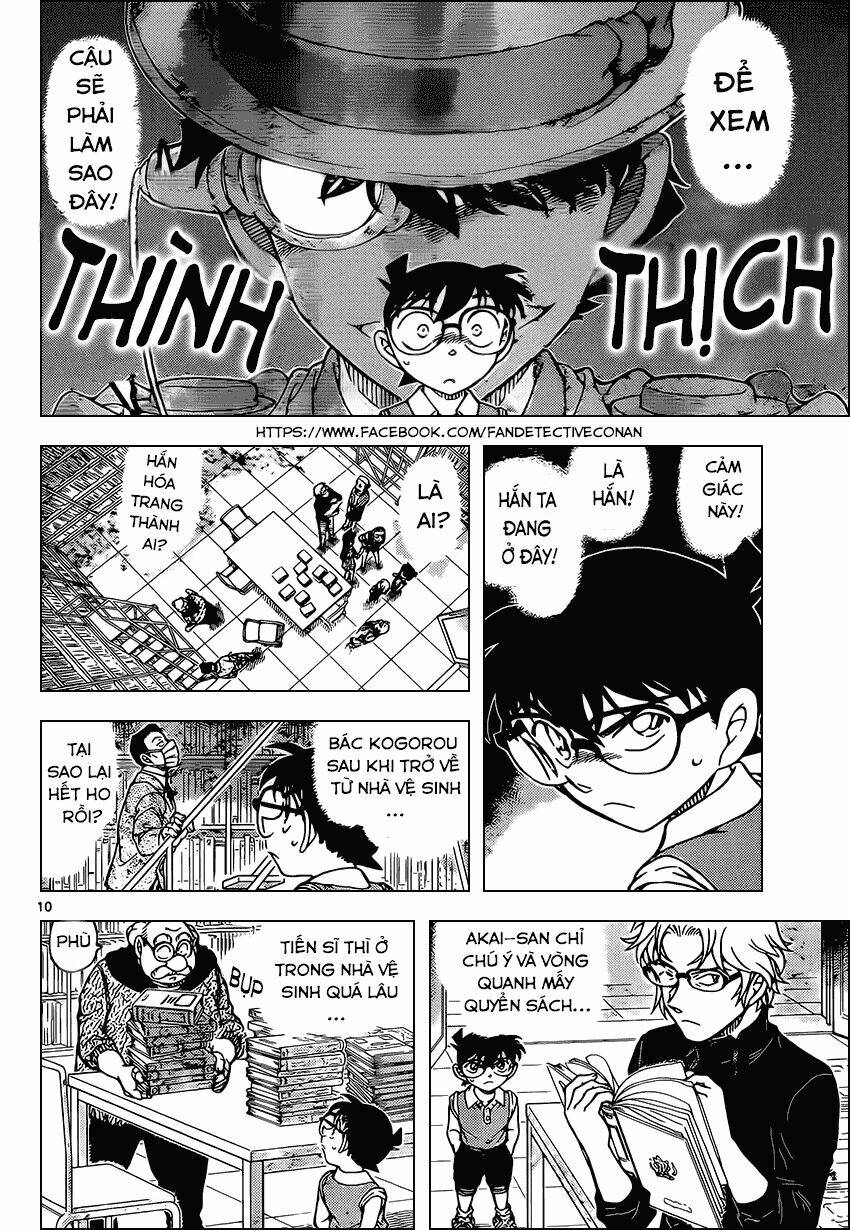 ĐỂ
XEM
...
CẬU
SẼ
PHẢI
LÀM
SAO
ĐÂY!
THÌNH
THỊCH
HTTPS://WWW.FACEBOOK.COM/FANDETECTIVECONAN
CẢM
GIÁC
NÀY!
LÀ
HẮN!
HẮN TA
ĐANG
Ở ĐÂY!
LÀ
AI?
HẮN
HÓA
TRANG
THÀNH
AI?
BÁC KOGOROU
SAU KHI TRỞ VỀ
TỪ NHÀ VỆ SINH
...
TẠI
SAO LẠI
HẾT HO
RỒI?
10
AKAI-SAN CHỈ
CHÚ Ý VÀ VÒNG
QUANH MẤY
QUYỂN SÁCH...
TIẾN SĨ THÌ Ở
TRONG NHÀ VỆ
SINH QUÁ LÂU
...
PHÙ
BỤP